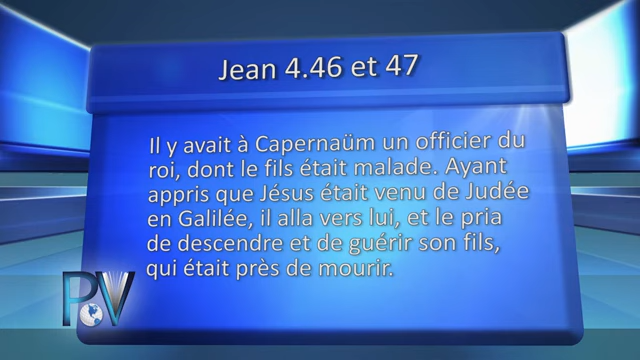 Jean 4.46 et 47
Il y avait à Capernaüm un officier du
roi, dont le fils était malade. Ayant
appris que Jésus était venu de Judée
en Galilée, il alla vers lui, et le pria
de descendre et de guérir son fils,
qui était près de mourir.
PV